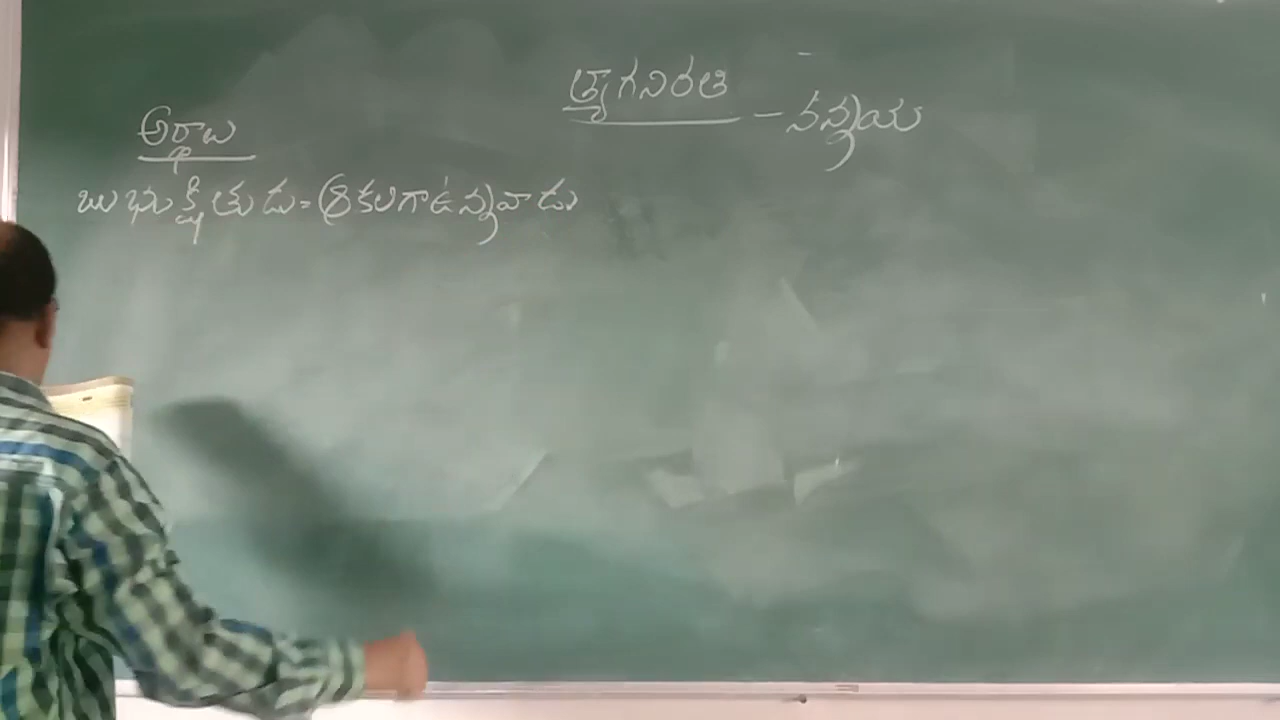 త్యాగనిరతి
- నన్నయ
అర్థాలు
బుభుక్షితుడు = ఆకలిగాఉన్నవాడు